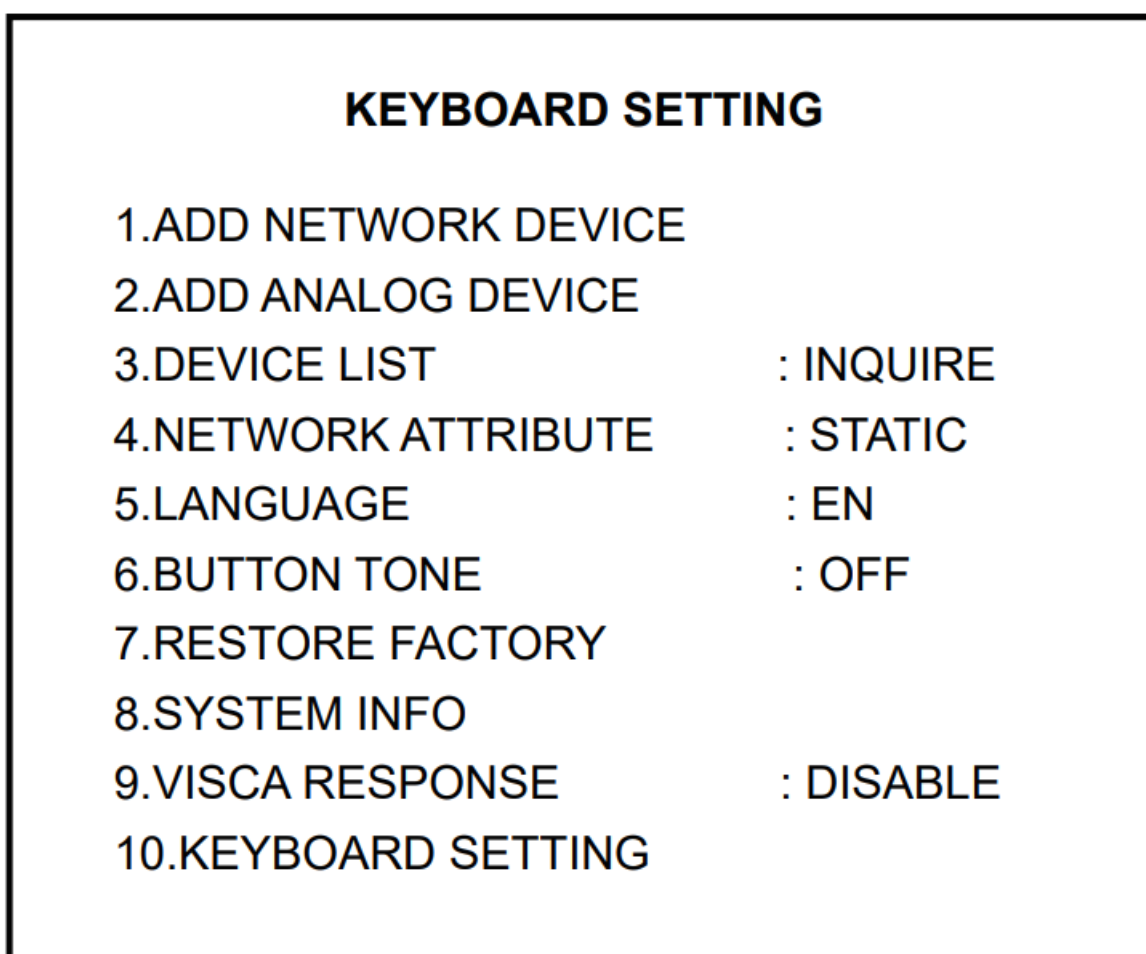 KEYBOARD SETTING
1.ADD NETWORK DEVICE
2.ADD ANALOG DEVICE
3.DEVICE LIST : INQUIRE
4.NETWORK ATTRIBUTE : STATIC
5.LANGUAGE : EN
6.BUTTON TONE : OFF
7.RESTORE FACTORY
8.SYSTEM INFO
9.VISCA RESPONSE : DISABLE
10.KEYBOARD SETTING